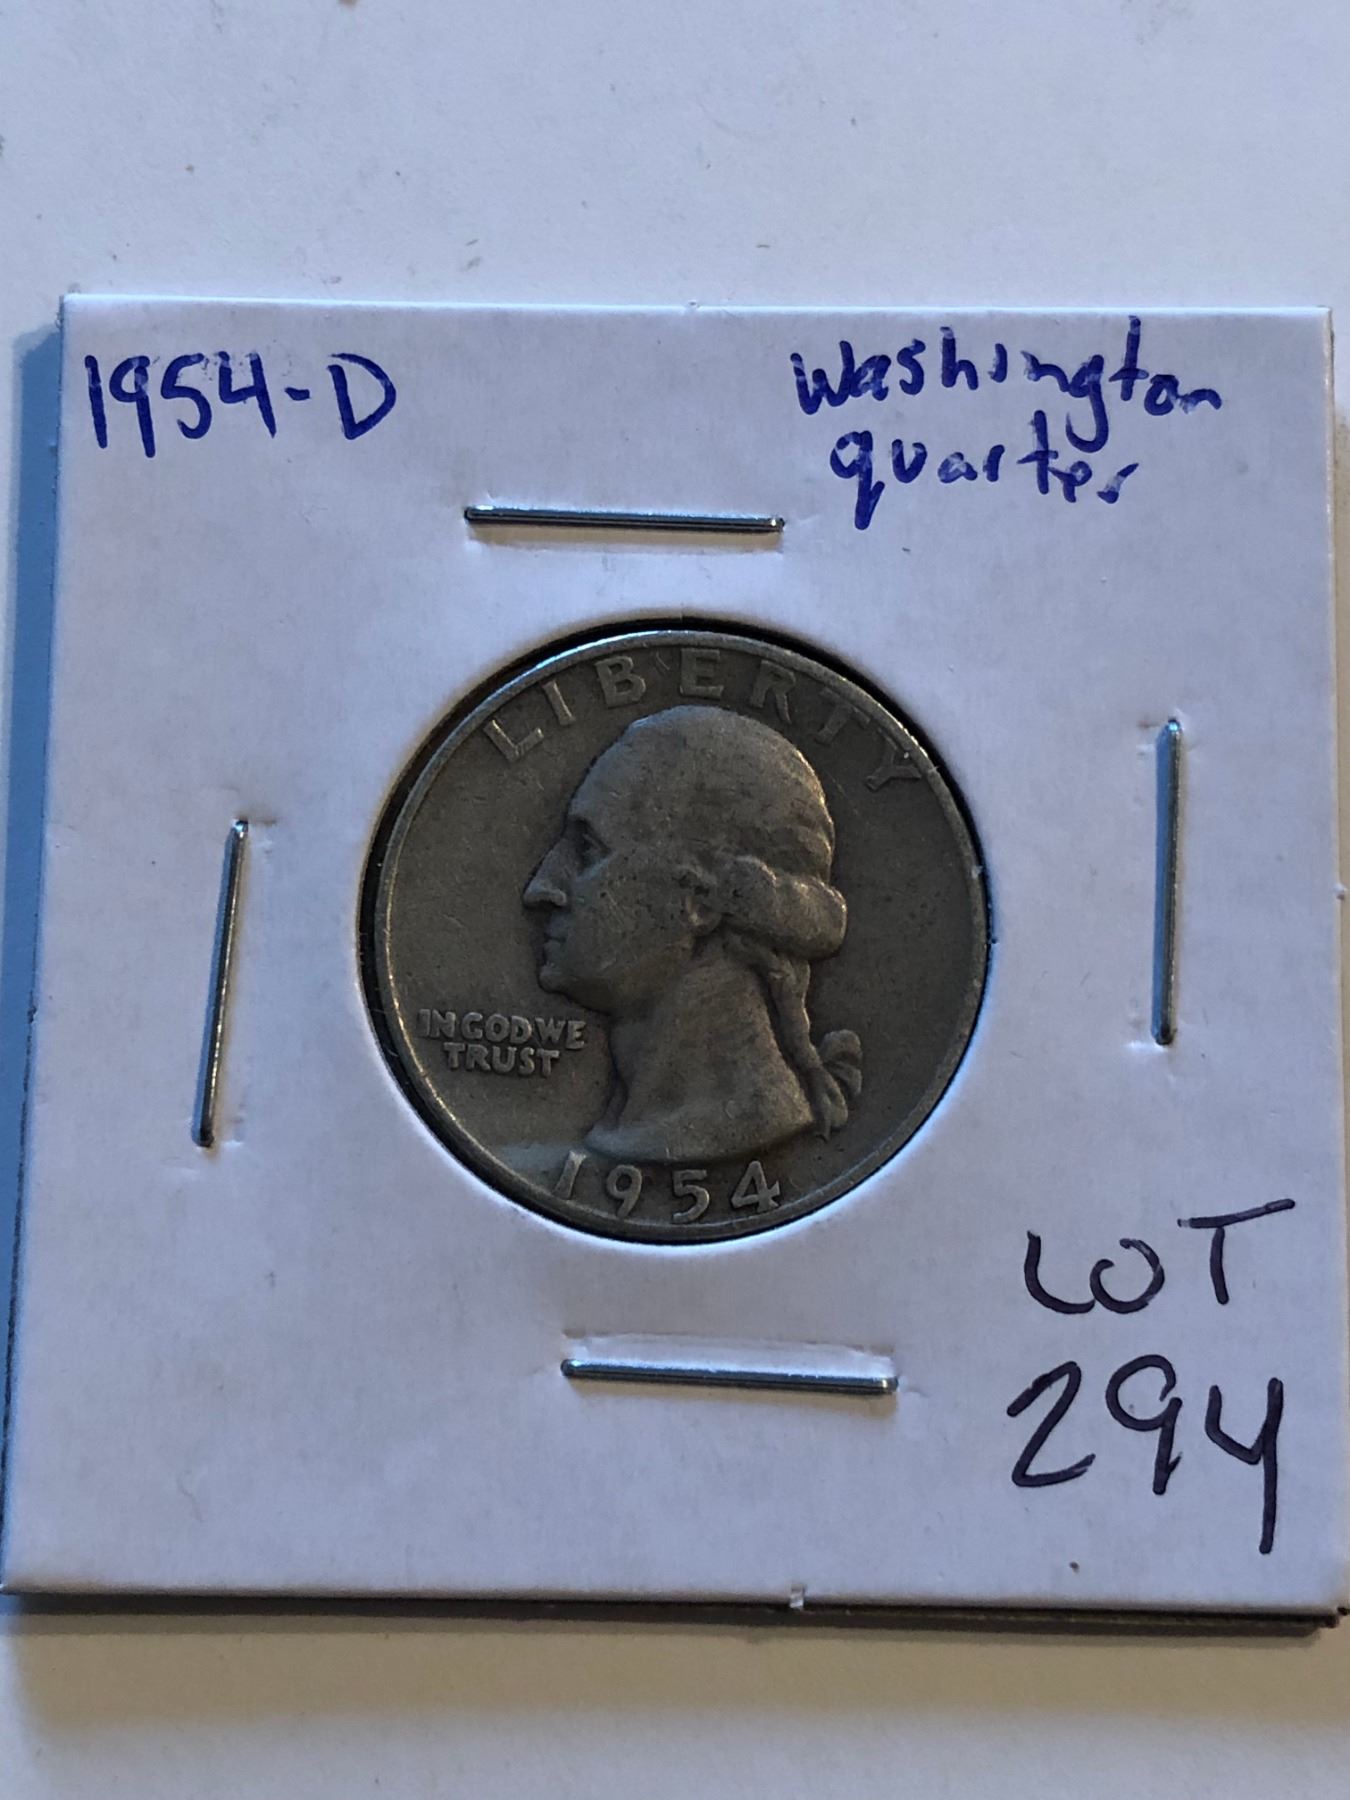 1954-D
Washington
quarter
LIBERTY
IN GOD WE
TRUST
1954
LOT
294